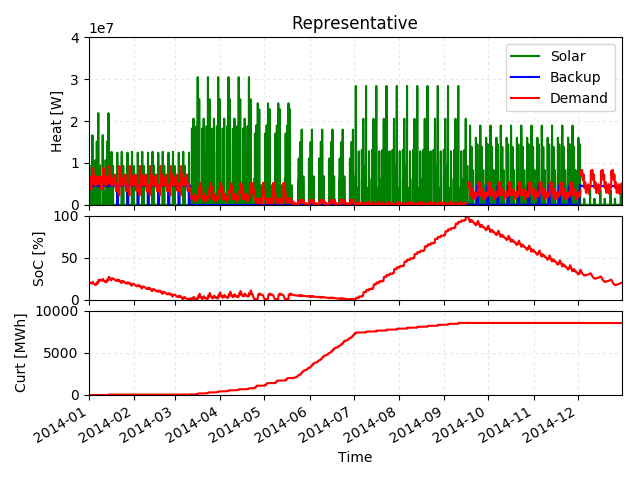 Representative
1e7
4
3
2
1
0
Heat [W]
Solar
Backup
Demand
100
50
0
SoC [%]
10000
5000
0
Curt [MWh]
2014-01
2014-02
2014-03
2014-04
2014-05
2014-06
2014-07
2014-08
2014-09
2014-10
2014-11
2014-12
Time